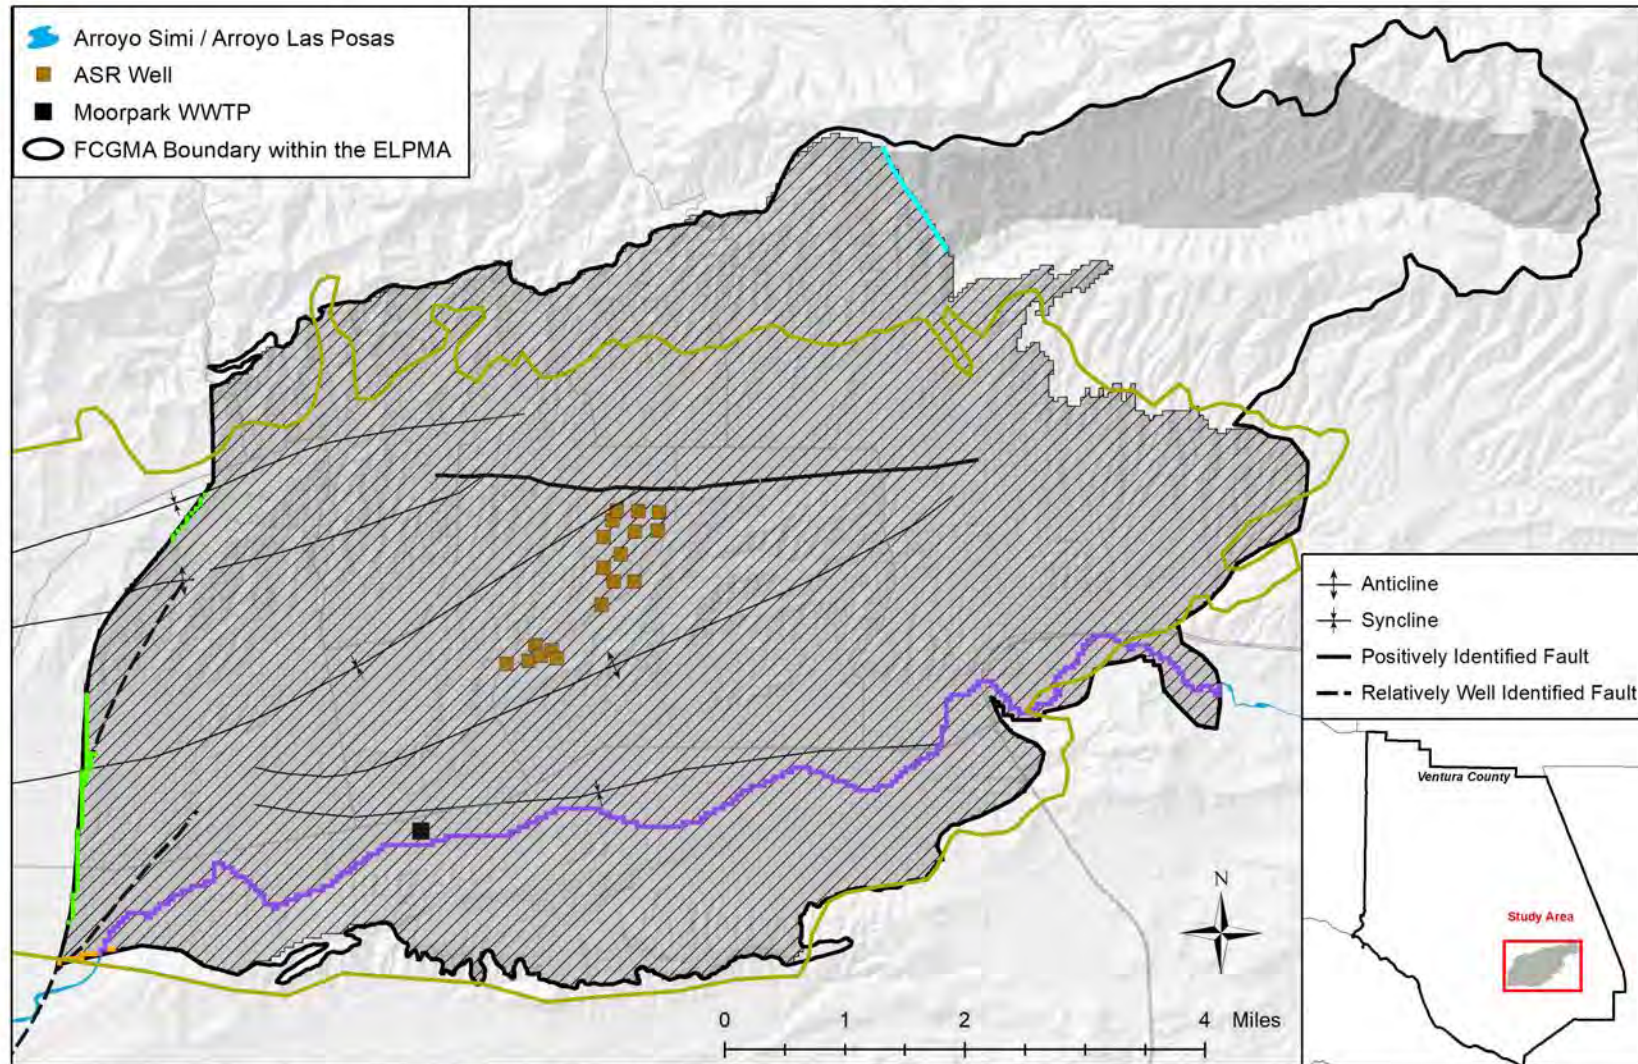 Arroyo Simi / Arroyo Las Posas
ASR Well
Moorpark WWTP
FCGMA Boundary within the ELPMA
Anticline
Syncline
Positively Identified Fault
Relatively Well Identified Fault
Ventura County
Study Area
N
0 1 2 4 Miles